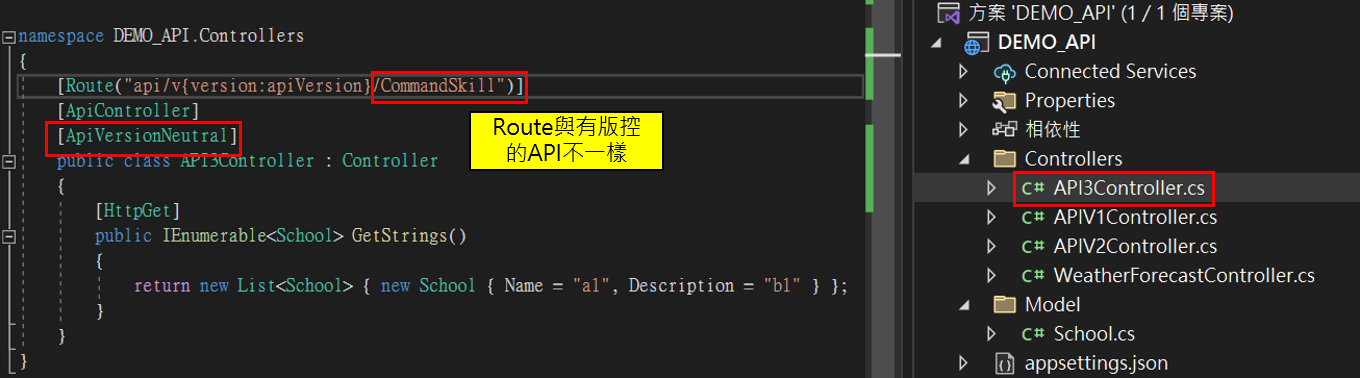 namespace DEMO_API.Controllers
{
[Route("api/v{version:apiVersion}/CommandSkill")]
[ApiController]
[ApiVersionNeutral]
public class API3Controller : Controller
{
[HttpGet]
public IEnumerable<School> GetStrings()
{
return new List<School> { new School { Name = "a1", Description = "b1" } };
}
}
}
Route與有版控
的API不一樣
方案 'DEMO_API' (1 / 1 個專案)
DEMO_API
Connected Services
Properties
相依性
Controllers
C# API3Controller.cs
C# APIV1Controller.cs
C# APIV2Controller.cs
C# WeatherForecastController.cs
Model
C# School.cs
appsettings.json